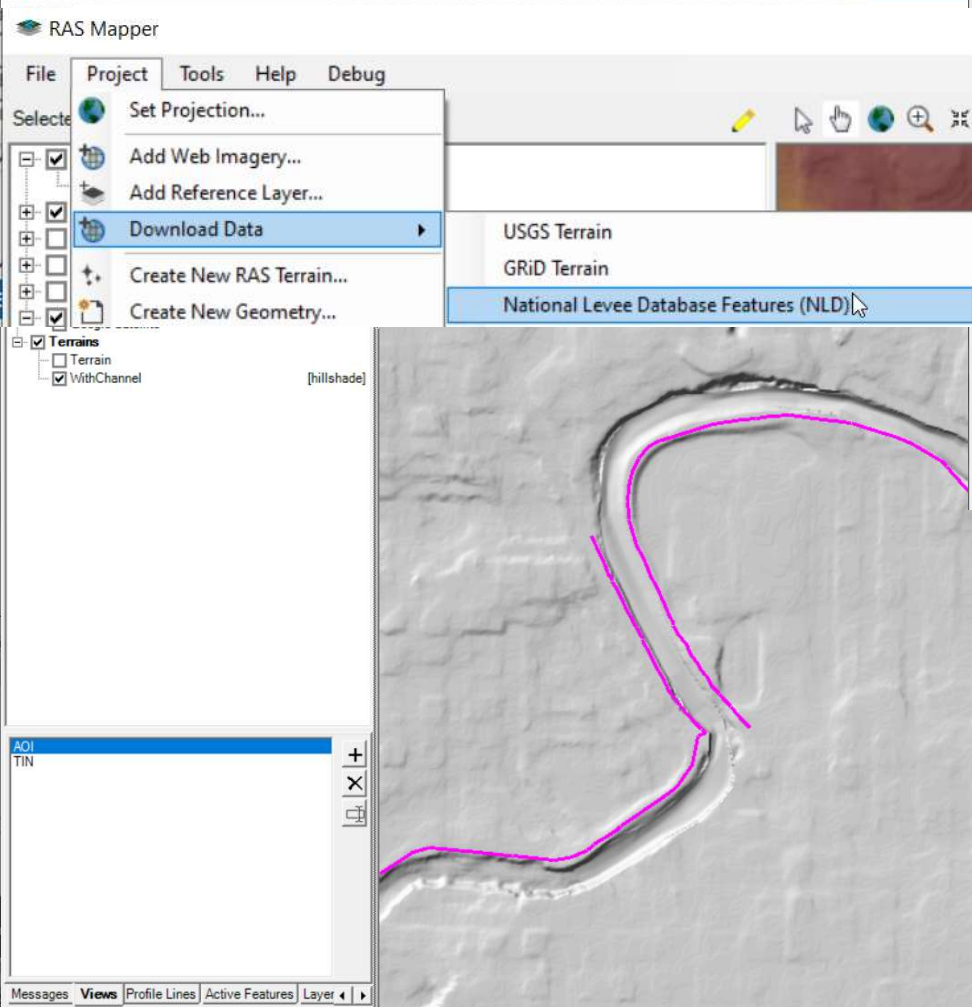 RAS Mapper
File Project Tools Help Debug
Selecte
Set Projection...
Add Web Imagery...
Add Reference Layer...
Download Data
USGS Terrain
GRiD Terrain
Create New RAS Terrain...
National Levee Database Features (NLD)
Create New Geometry...
Terrains
Terrain
WithChannel [hillshade]
AOI
TIN
Messages Views Profile Lines Active Features Layer